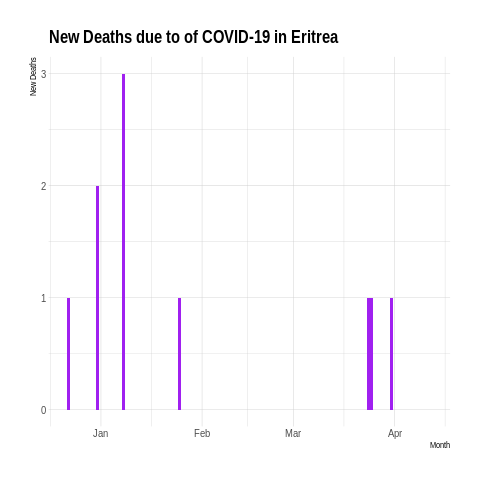 New Deaths due to of COVID-19 in Eritrea
New Deaths
3
2
1
0
Jan Feb Mar Apr
Month